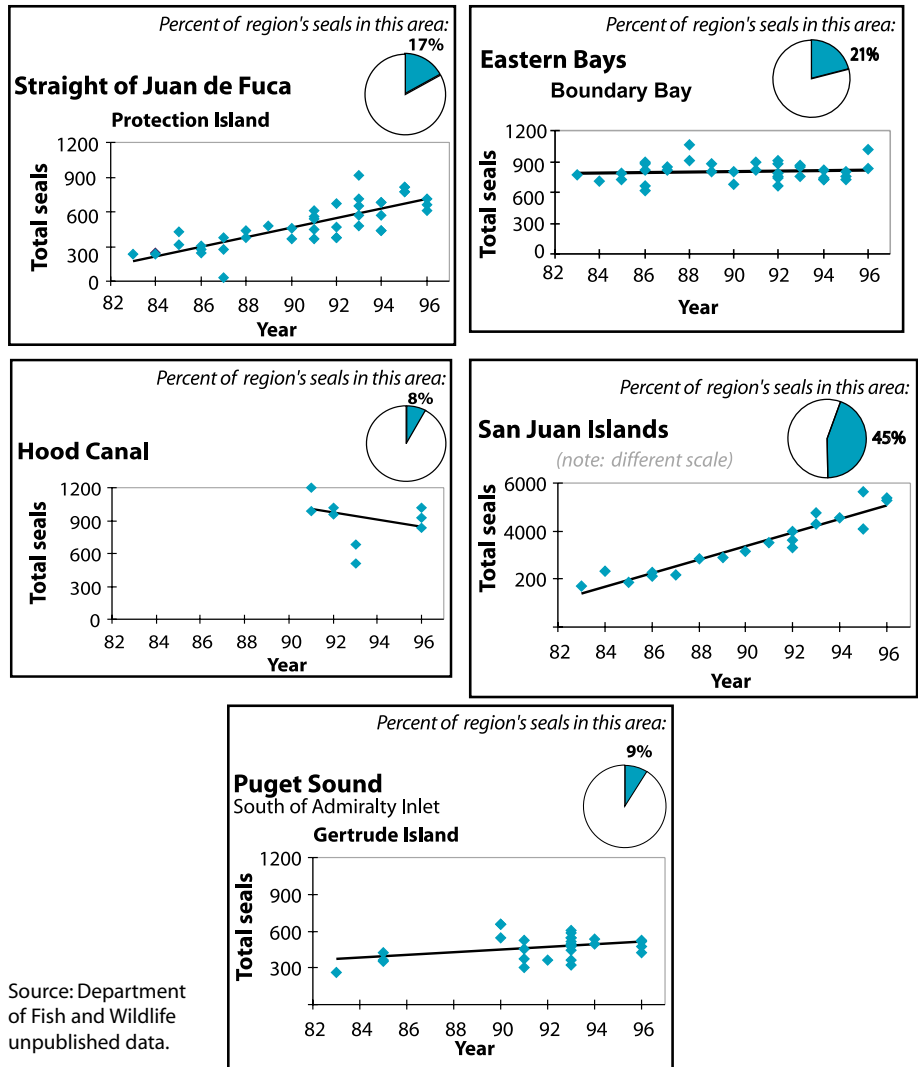 Percent of region's seals in this area:
17%
Straight of Juan de Fuca
Protection Island
Total seals
1200
900
600
300
0
82 84 86 88 90 92 94 96
Year
Percent of region's seals in this area:
21%
Eastern Bays
Boundary Bay
Total seals
1200
900
600
300
0
82 84 86 88 90 92 94 96
Year
Percent of region's seals in this area:
8%
Hood Canal
Total seals
1200
900
600
300
0
82 84 86 88 90 92 94 96
Year
Percent of region's seals in this area:
45%
San Juan Islands
(note: different scale)
Total seals
6000
4000
200
82 84 86 88 90 92 94 96
Year
Percent of region's seals in this area:
9%
Puget Sound
South of Admiralty Inlet
Gertrude Island
Total seals
1200
900
600
300
82 84 86 88 90 92 94 96
Year
Source: Department
of Fish and Wildlife
unpublished data.